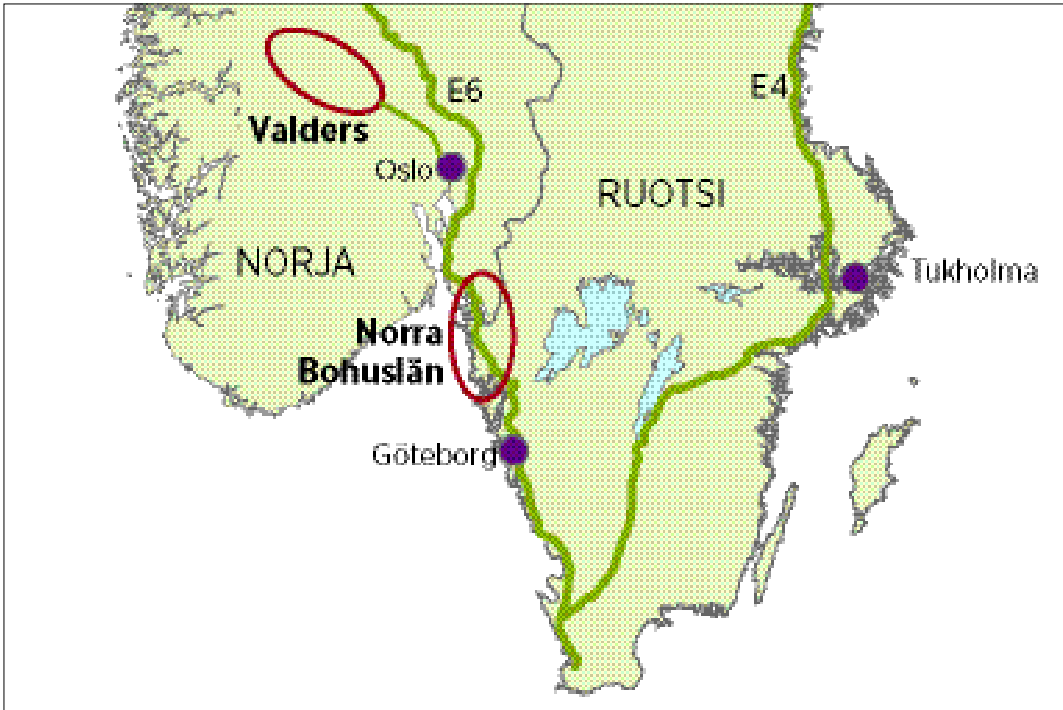 E6
E4
Valders
Oslo
RUOTSI
NORJA
Tukholma
Norra
Bohuslän
Göteborg